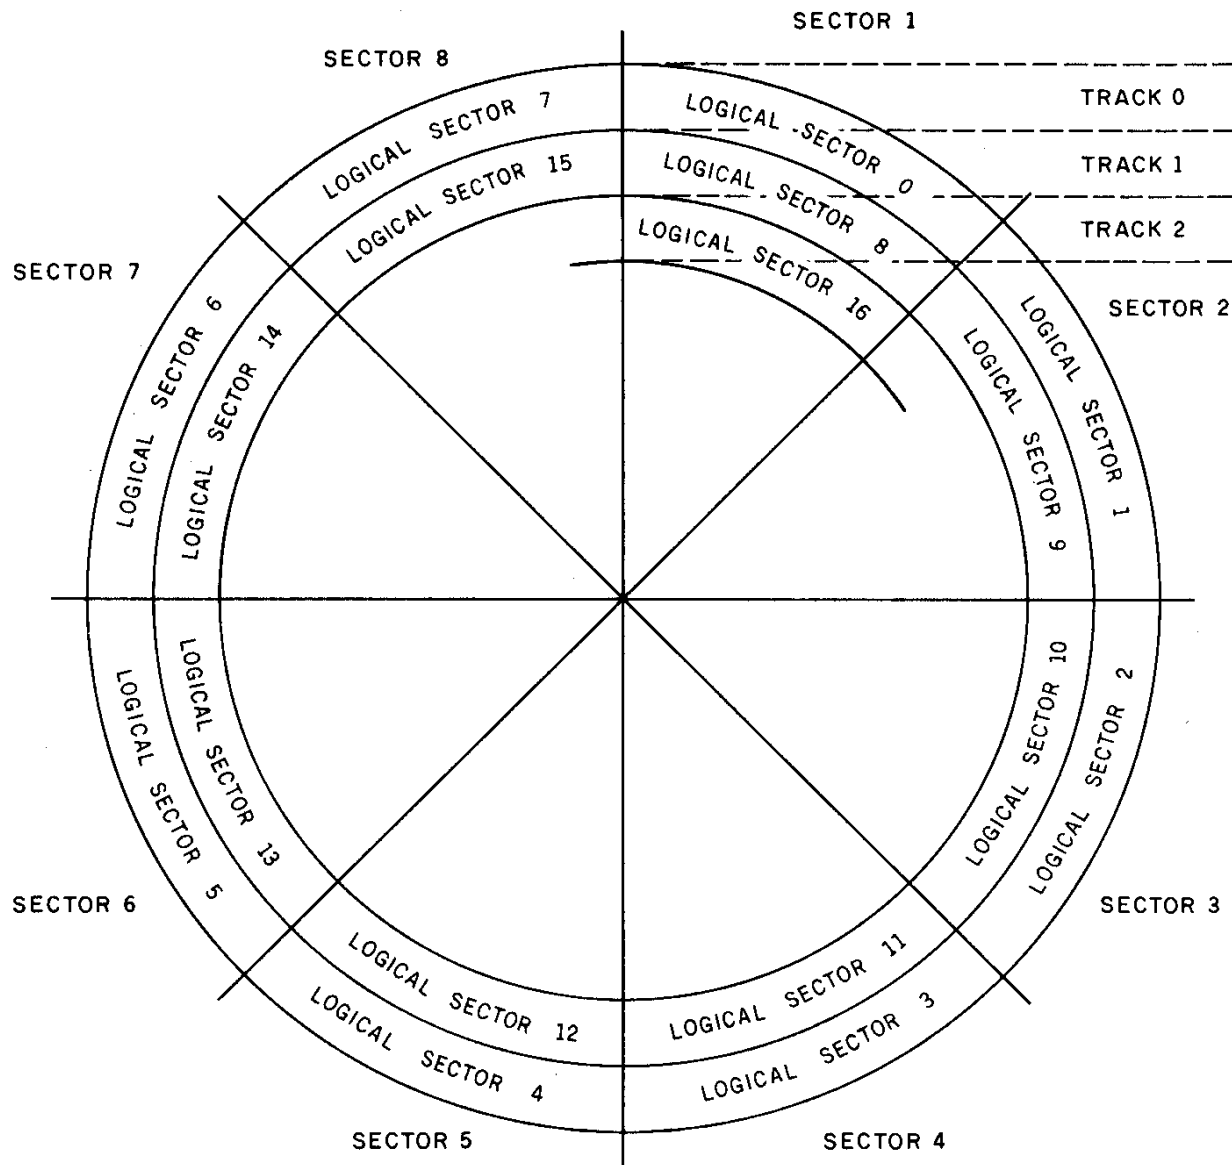 SECTOR 1
SECTOR 8
TRACK 0
LOGICAL SECTOR 7
LOGICAL SECTOR 0
TRACK 1
LOGICAL SECTOR 15
LOGICAL SECTOR 8
TRACK 2
LOGICAL SECTOR 16
SECTOR 7
SECTOR 2
LOGICAL SECTOR 6
LOGICAL SECTOR 14
LOGICAL SECTOR 9
LOGICAL SECTOR 1
LOGICAL SECTOR 5
LOGICAL SECTOR 13
LOGICAL SECTOR 10
LOGICAL SECTOR 2
SECTOR 6
SECTOR 3
LOGICAL SECTOR 12
LOGICAL SECTOR 11
LOGICAL SECTOR 4
LOGICAL SECTOR 3
SECTOR 5
SECTOR 4